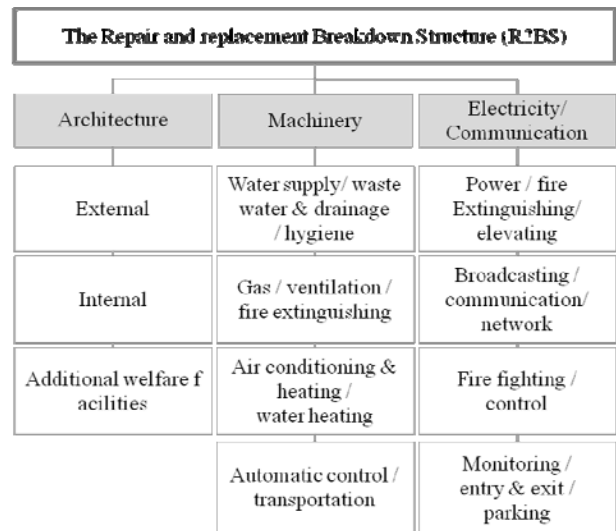 The Repair and replacement Breakdown Structure (R2BS)
Architecture
Machinery
Electricity/
Communication
External
Water supply/ waste
water & drainage
/ hygiene
Power / fire
Extinguishing/
elevating
Internal
Gas / ventilation /
fire extinguishing
Broadcasting /
communication/
network
Additional welfare f
acilities
Air conditioning &
heating /
water heating
Fire fighting /
control
Automatic control /
transportation
Monitoring /
entry & exit /
parking